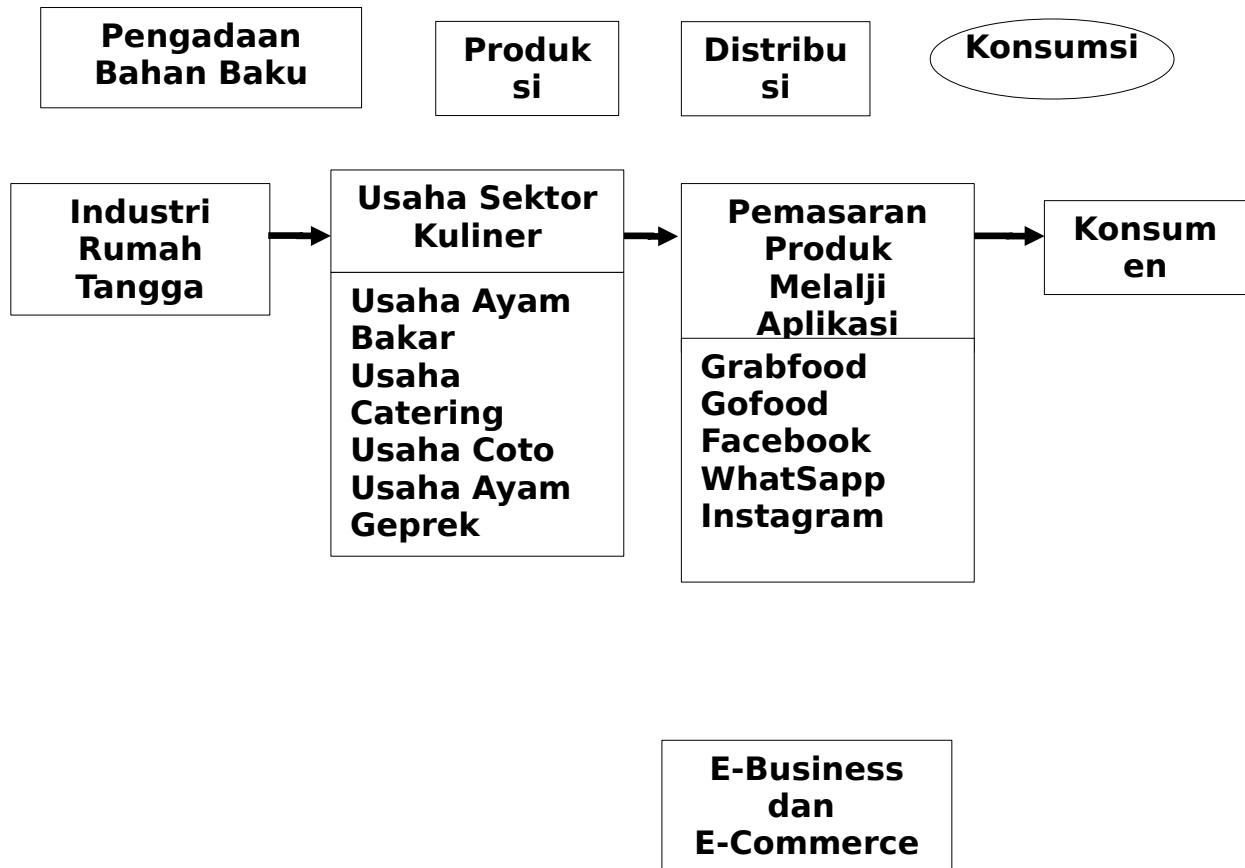 Pengadaan
Bahan Baku
Produk
si
Distribu
si
Konsumsi
Industri
Rumah
Tangga
Usaha Sektor
Kuliner
Usaha Ayam
Bakar
Usaha
Catering
Usaha Coto
Usaha Ayam
Geprek
Pemasaran
Produk
Melalji
Aplikasi
Grabfood
Gofood
Facebook
WhatSapp
Instagram
Konsum
en
E-Business
dan
E-Commerce